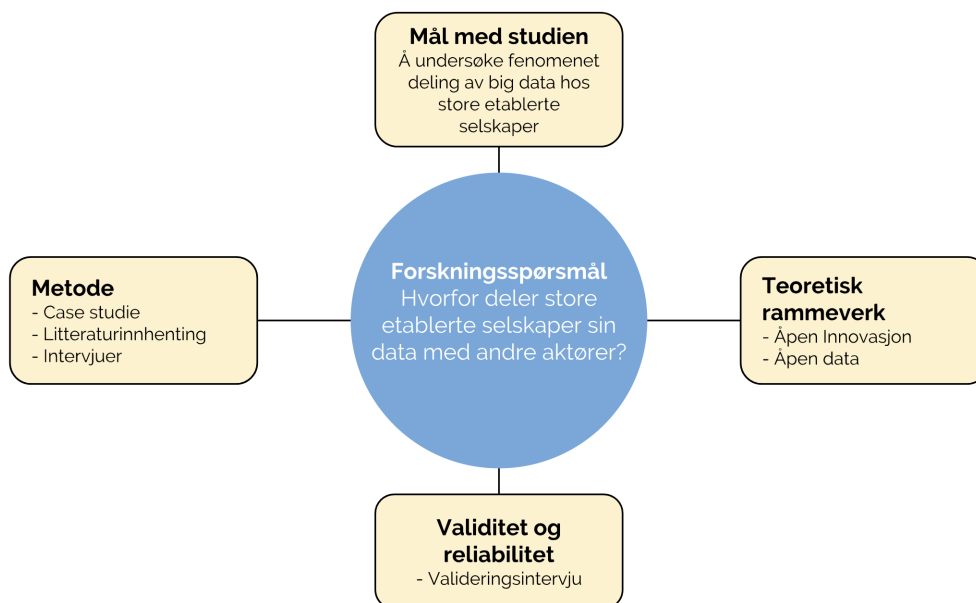 Mål med studien
Å undersøke fenomenet
deling av big data hos
store etablerte
selskaper
Forskningsspørsmål
Hvorfor deler store
etablerte selskaper sin
data med andre aktører?
Metode
- Case studie
- Litteraturinnhenting
- Intervjuer
Teoretisk
rammeverk
- Åpen Innovasjon
- Åpen data
Validitet og
reliabilitet
- Valideringsintervju